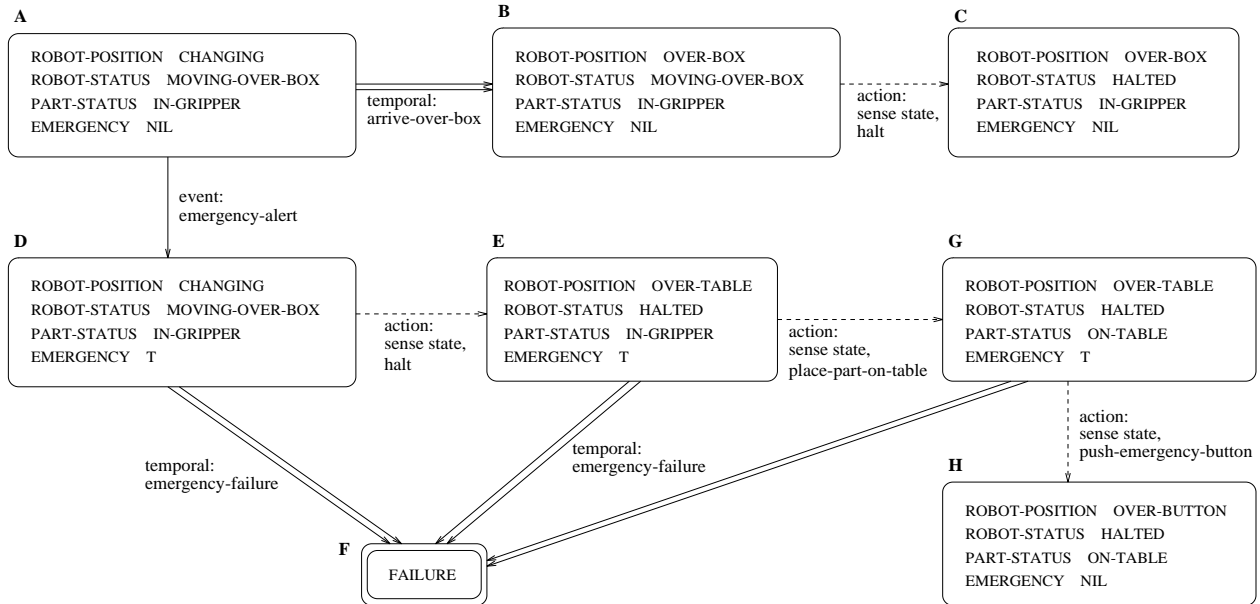 A
ROBOT-POSITION CHANGING
ROBOT-STATUS MOVING-OVER-BOX
PART-STATUS IN-GRIPPER
EMERGENCY NIL
temporal:
arrive-over-box
B
ROBOT-POSITION OVER-BOX
ROBOT-STATUS MOVING-OVER-BOX
PART-STATUS IN-GRIPPER
EMERGENCY NIL
action:
sense state,
halt
C
ROBOT-POSITION OVER-BOX
ROBOT-STATUS HALTED
PART-STATUS IN-GRIPPER
EMERGENCY NIL
event:
emergency-alert
D
ROBOT-POSITION CHANGING
ROBOT-STATUS MOVING-OVER-BOX
PART-STATUS IN-GRIPPER
EMERGENCY T
action:
sense state,
halt
E
ROBOT-POSITION OVER-TABLE
ROBOT-STATUS HALTED
PART-STATUS IN-GRIPPER
EMERGENCY T
action:
sense state,
place-part-on-table
G
ROBOT-POSITION OVER-TABLE
ROBOT-STATUS HALTED
PART-STATUS ON-TABLE
EMERGENCY T
temporal:
emergency-failure
temporal:
emergency-failure
action:
sense state,
push-emergency-button
F
FAILURE
H
ROBOT-POSITION OVER-BUTTON
ROBOT-STATUS HALTED
PART-STATUS ON-TABLE
EMERGENCY NIL